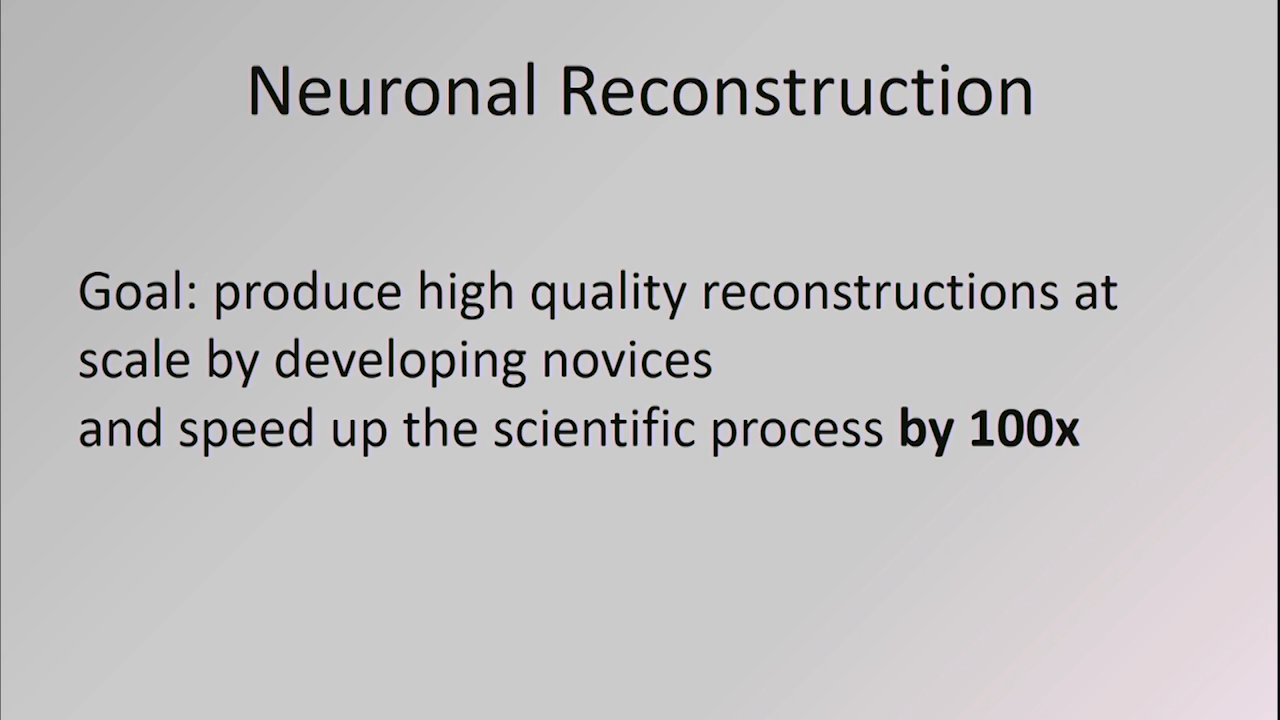 Neuronal Reconstruction
Goal: produce high quality reconstructions at
scale by developing novices
and speed up the scientific process by 100x